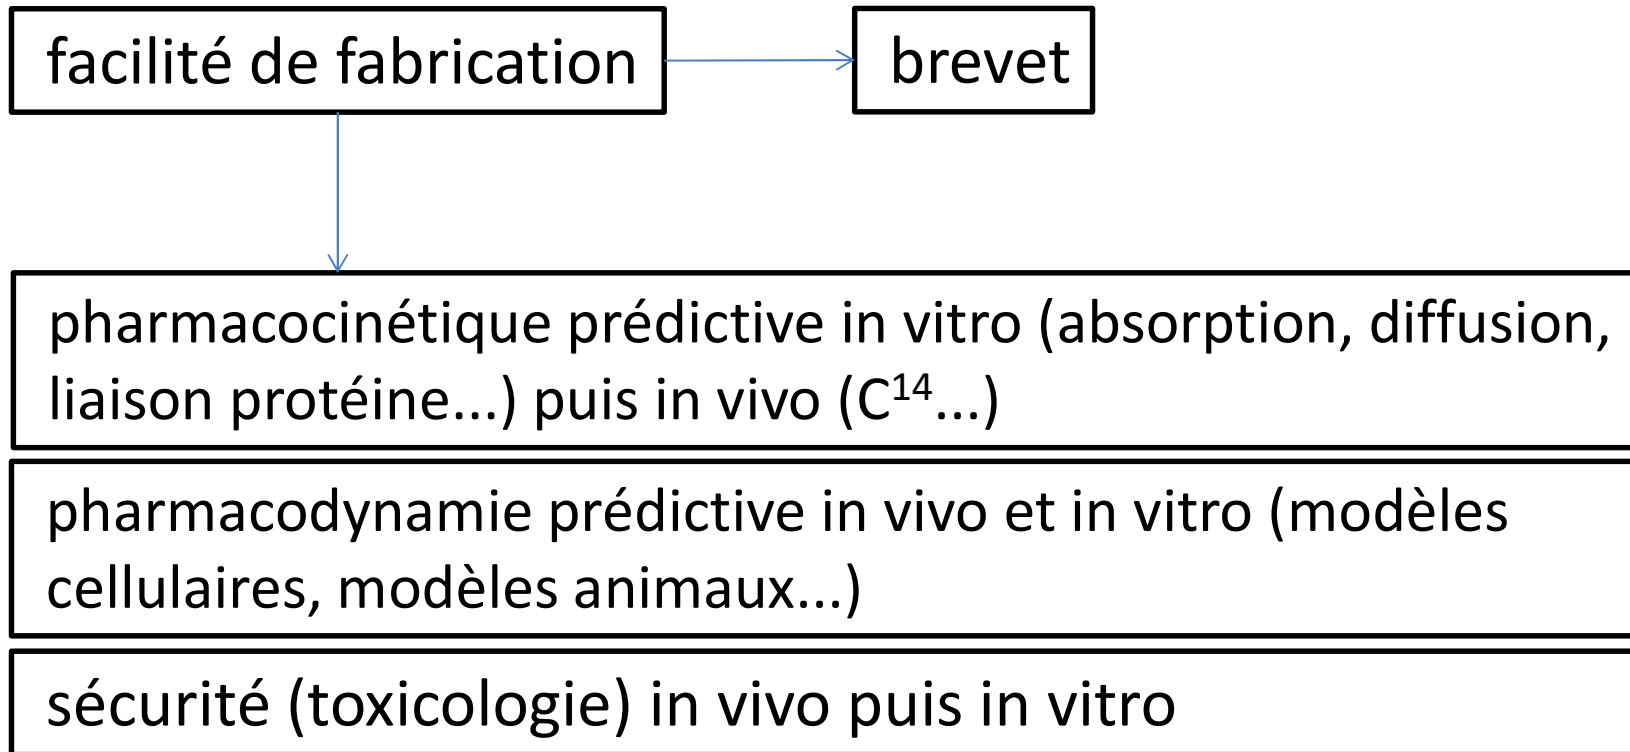 facilité de fabrication
brevet
pharmacocinétique prédictive in vitro (absorption, diffusion,
liaison protéine...) puis in vivo (C¹⁴...)
pharmacodynamie prédictive in vivo et in vitro (modèles
cellulaires, modèles animaux...)
sécurité (toxicologie) in vivo puis in vitro